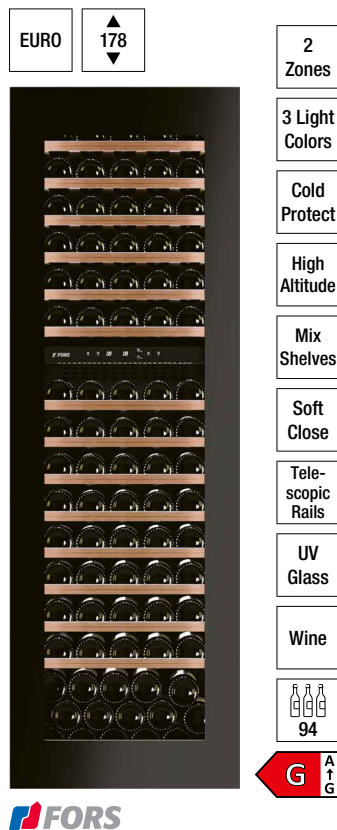 EURO
178
2
Zones
3 Light
Colors
Cold
Protect
High
Altitude
Mix
Shelves
Soft
Close
Tele-
scopic
Rails
UV
Glass
Wine
94
G
A
G
FORS
FORS